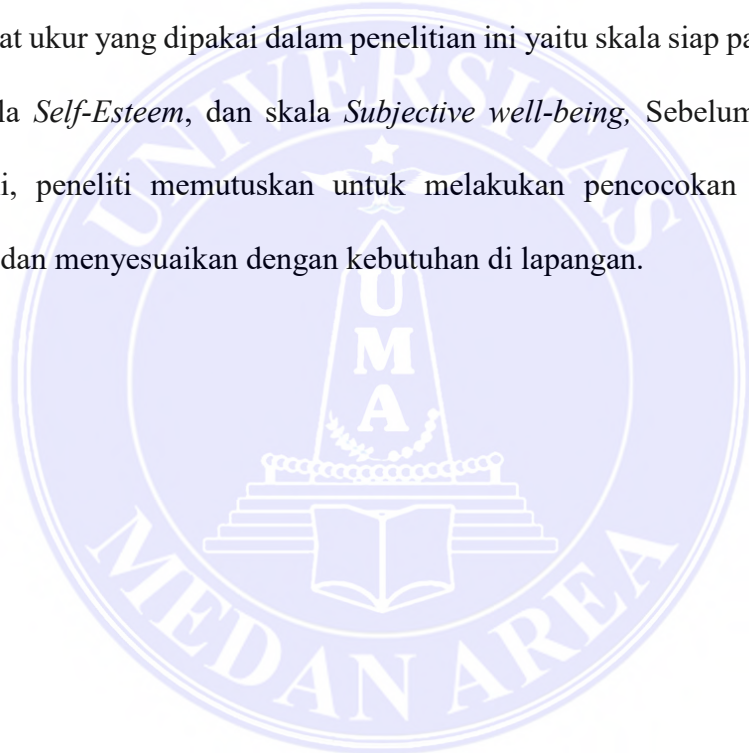 at ukur yang dipakai dalam penelitian ini yaitu skala siap pa
la Self-Esteem, dan skala Subjective well-being, Sebelum
i, peneliti memutuskan untuk melakukan pencocokan
dan menyesuaikan dengan kebutuhan di lapangan.
UNIVERSITAS
U
M
A
MEDAN AREA